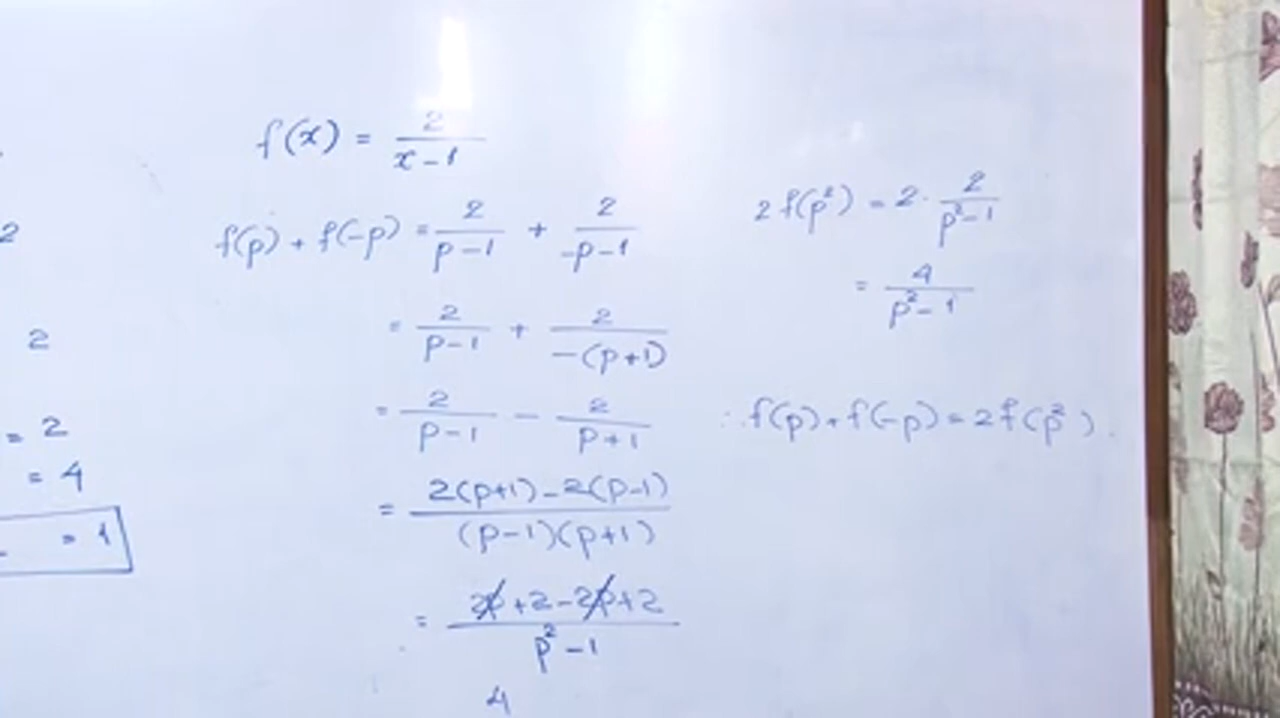 2
2
= 2
= 4
= 1
f(x) = 2/(x-1)
f(p) + f(-p) = 2/(p-1) + 2/(-p-1)
= 2/(p-1) + 2/(-(p+1))
= 2/(p-1) - 2/(p+1)
= (2(p+1)-2(p-1))/((p-1)(p+1))
= (2p+2-2p+2)/(p²-1)
4
2f(p²) = 2·2/(p²-1)
= 4/(p²-1)
∴ f(p)+f(-p)=2f(p²).